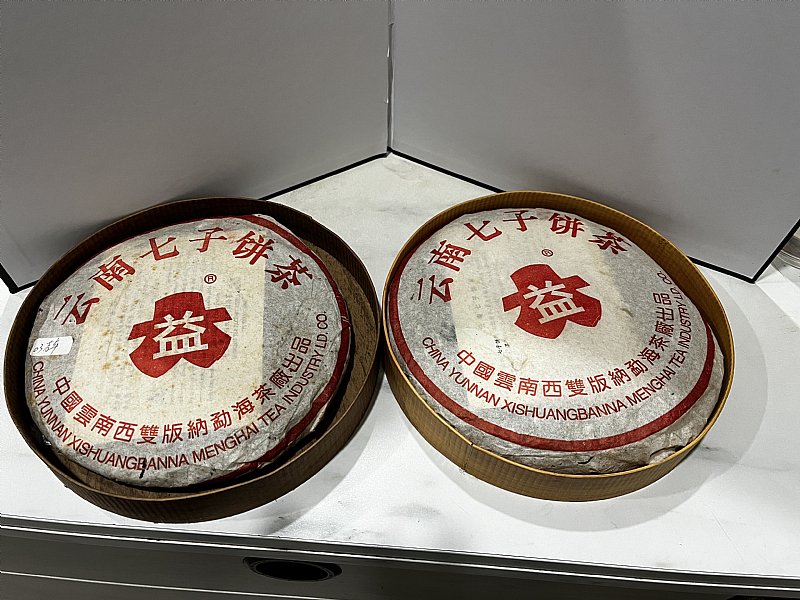 云南七子饼茶
®
益
中國雲南西雙版納勐海茶廠出品
CHINA YUNNAN XISHUANGBANNA MENGHAI TEA INDUSTRY LTD CO.
云南七子饼茶
®
益
中國雲南西雙版納勐海茶廠出品
CHINA YUNNAN XISHUANGBANNA MENGHAI TEA INDUSTRY LTD CO.